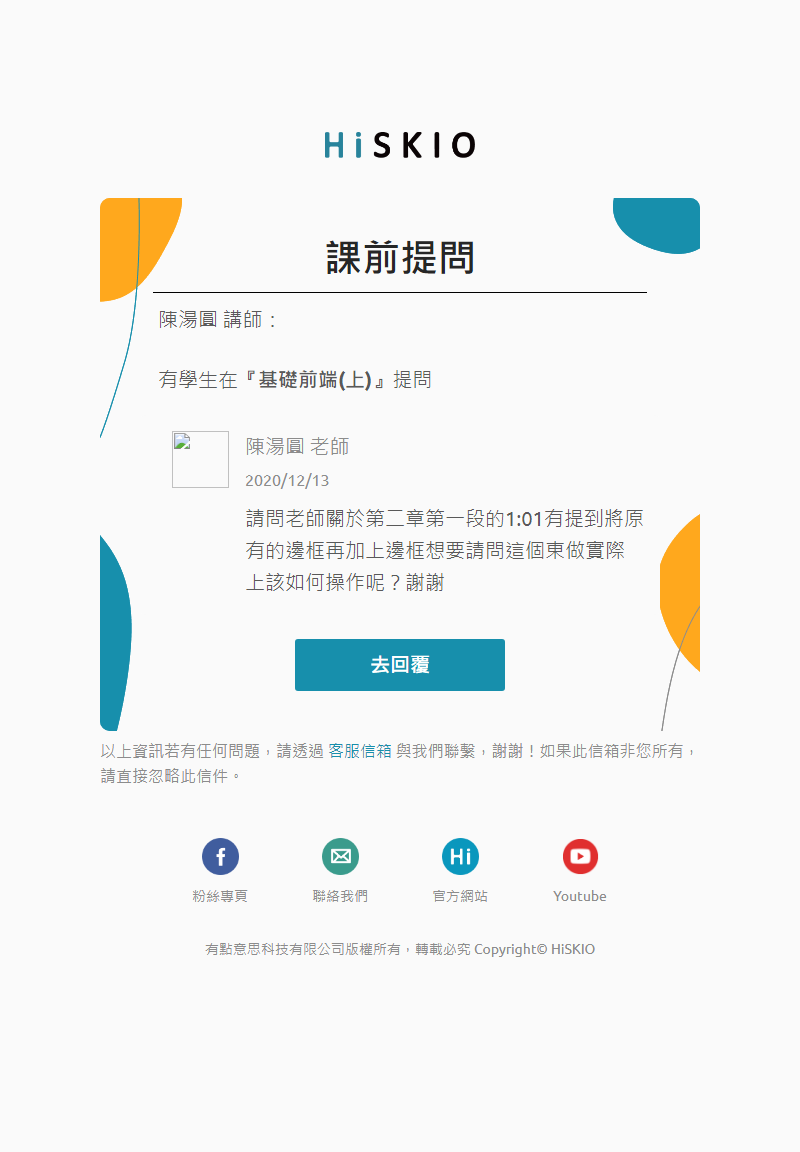 HiSKIO
課前提問
陳湯圓 講師：
有學生在『基礎前端(上)』提問
陳湯圓 老師
2020/12/13
請問老師關於第二章第一段的1:01有提到將原
有的邊框再加上邊框想要請問這個東做實際
上該如何操作呢？謝謝
去回覆
以上資訊若有任何問題，請透過 客服信箱 與我們聯繫，謝謝！如果此信箱非您所有，
請直接忽略此信件。
Hi
粉絲專頁 聯絡我們 官方網站 Youtube
有點意思科技有限公司版權所有，轉載必究 Copyright© HiSKIO